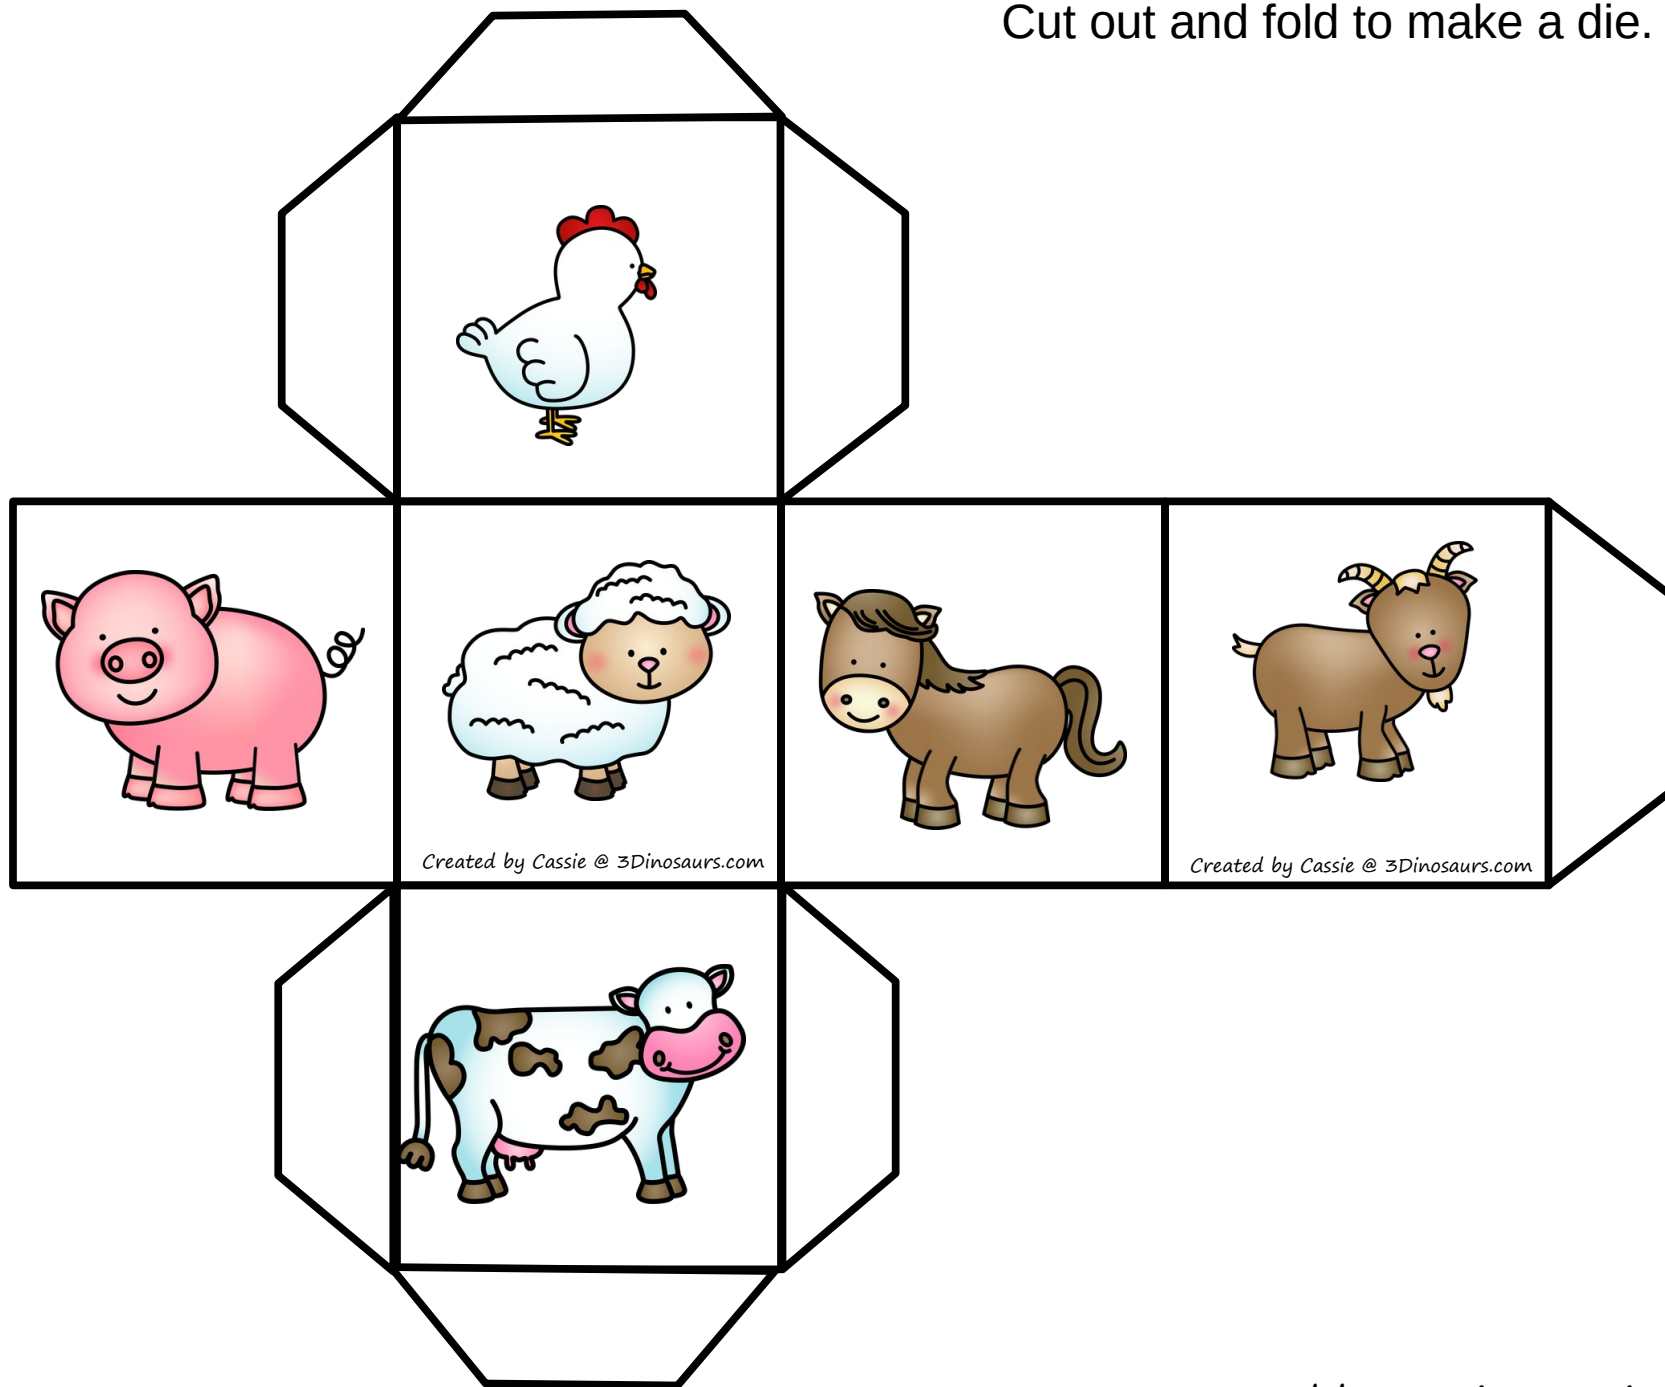 Cut out and fold to make a die.
Created by Cassie @ 3Dinosaurs.com
Created by Cassie @ 3Dinosaurs.com